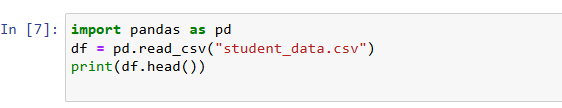 In [7]: import pandas as pd
df = pd.read_csv("student_data.csv")
print(df.head())